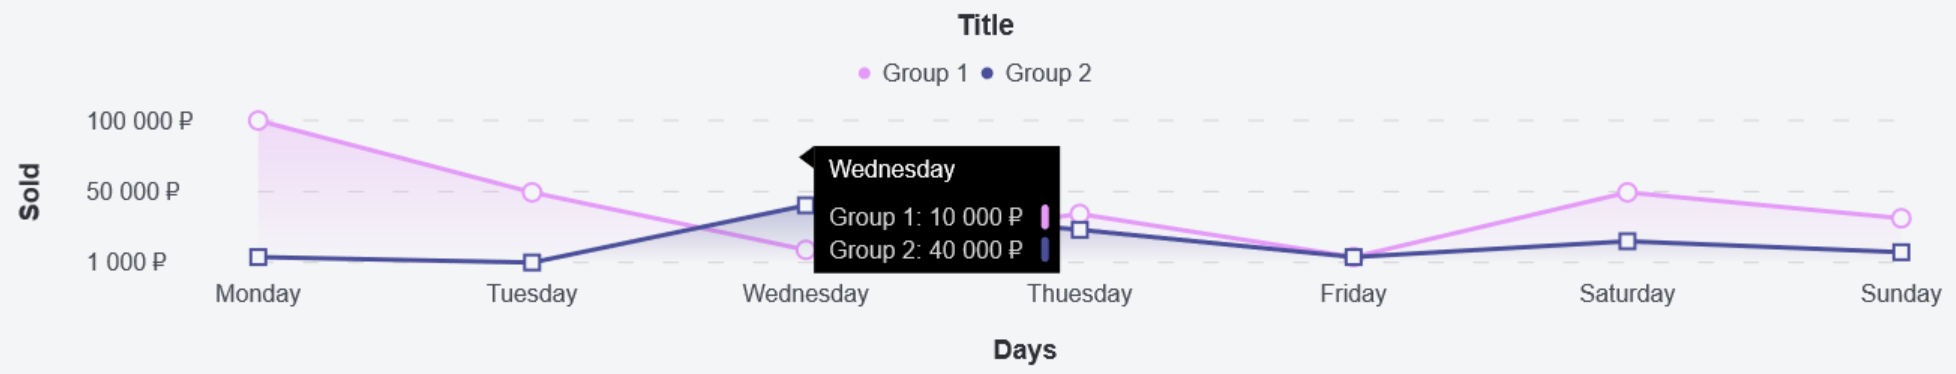 Title
Group 1 Group 2
100 000 ₽
50 000 ₽
1 000 ₽
Sold
Wednesday
Group 1: 10 000 ₽
Group 2: 40 000 ₽
Monday Tuesday Wednesday Thuesday Friday Saturday Sunday
Days